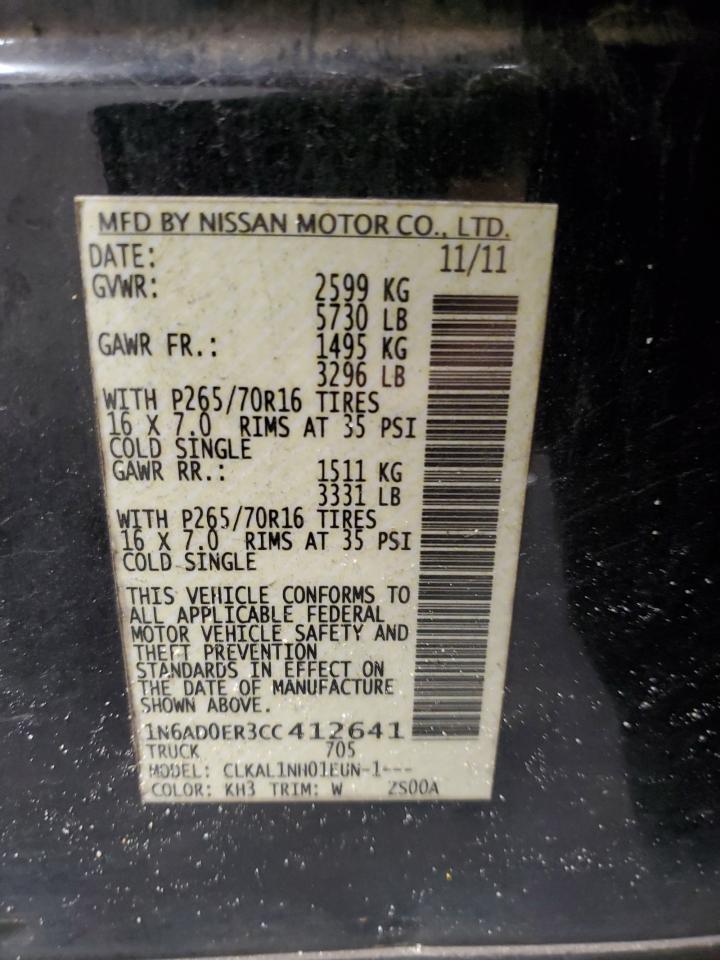 MFD BY NISSAN MOTOR CO., LTD.
DATE: 11/11
GVWR: 2599 KG
5730 LB
GAWR FR.: 1495 KG
3296 LB
WITH P265/70R16 TIRES
16 X 7.0 RIMS AT 35 PSI
COLD SINGLE
GAWR RR.: 1511 KG
3331 LB
WITH P265/70R16 TIRES
16 X 7.0 RIMS AT 35 PSI
COLD SINGLE
THIS VEHICLE CONFORMS TO
ALL APPLICABLE FEDERAL
MOTOR VEHICLE SAFETY AND
THEFT PREVENTION
STANDARDS IN EFFECT ON
THE DATE OF MANUFACTURE
SHOWN ABOVE.
1N6AD0ER3CC412641
TRUCK 705
MODEL: CLKAL1NH01EUN-1---
COLOR: KH3 TRIM: W ZS00A